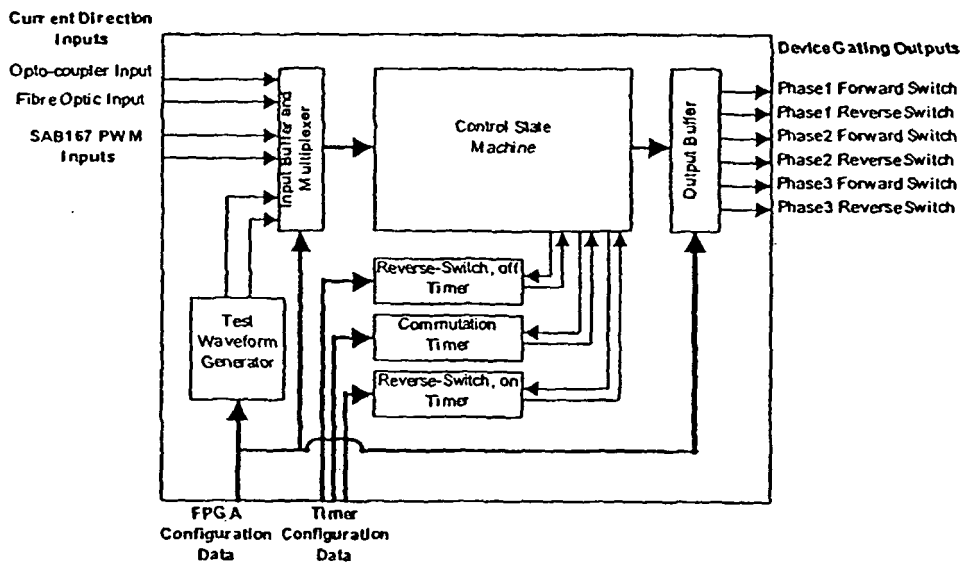 Current Direction
Inputs
Opto-coupler Input
Fibre Optic Input
SAB167 PWM
Inputs
Input Buffer and
Multiplexer
Control State
Machine
Output Buffer
Device Gating Outputs
Phase1 Forward Switch
Phase1 Reverse Switch
Phase2 Forward Switch
Phase2 Reverse Switch
Phase3 Forward Switch
Phase3 Reverse Switch
Reverse-Switch, off
Timer
Commutation
Timer
Reverse-Switch, on
Timer
Test
Waveform
Generator
FPGA
Configuration
Data
Timer
Configuration
Data